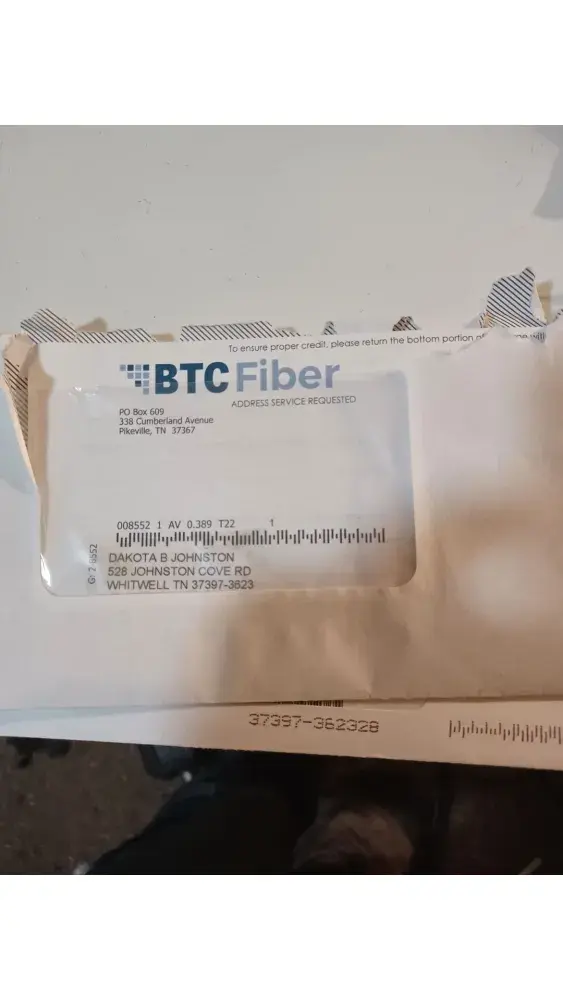 To ensure proper credit, please return the bottom portion
BTC Fiber
ADDRESS SERVICE REQUESTED
PO Box 609
338 Cumberland Avenue
Pikeville, TN 37367
008552 1 AV 0.389 T22 1
DAKOTA B JOHNSTON
528 JOHNSTON COVE RD
WHITWELL TN 37397-3623
37397-362328